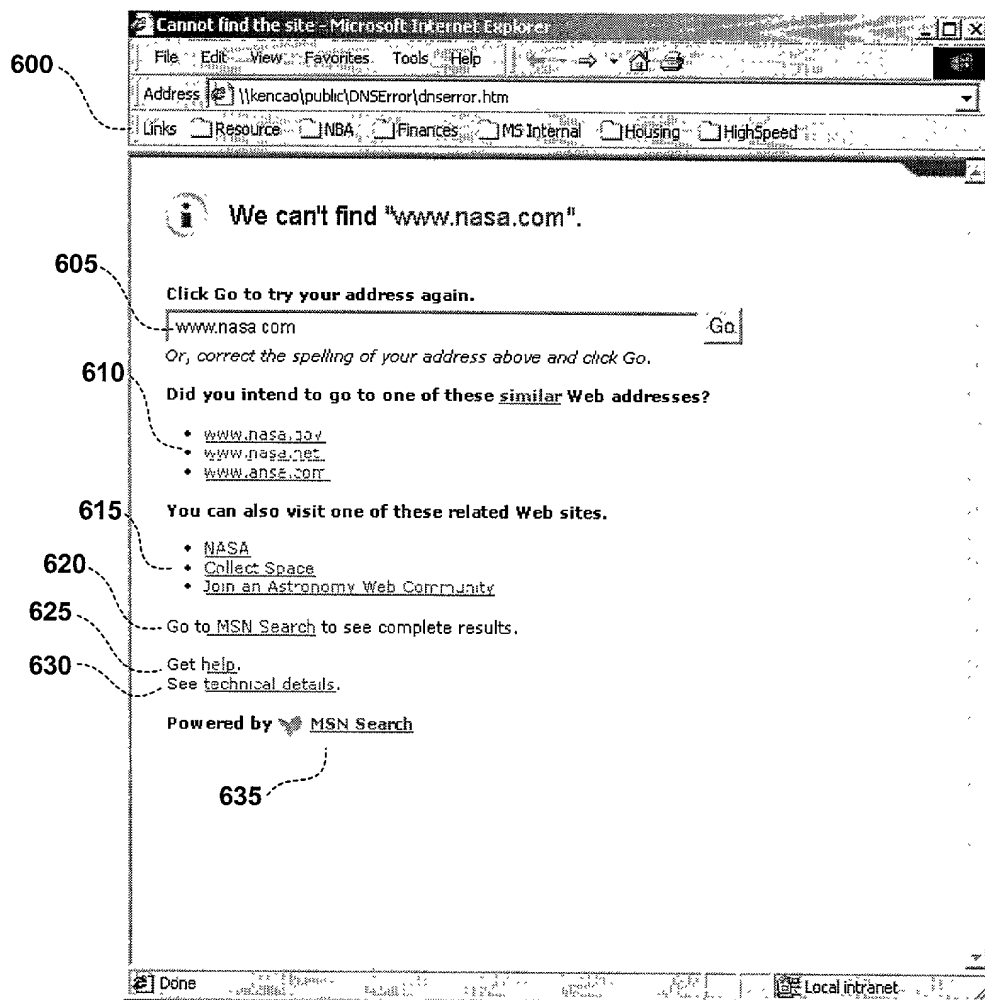 Cannot find the site - Microsoft Internet Explorer
File Edit View Favorites Tools Help
600
Address \\kencao\public\DNSError\dnserror.htm
Links Resource NBA Finances MS Internal Housing HighSpeed
We can't find "www.nasa.com".
605
Click Go to try your address again.
www.nasa.com Go
Or, correct the spelling of your address above and click Go.
610
Did you intend to go to one of these similar Web addresses?
• www.nasa.gov
• www.nasa.net
• www.ansa.com
615
You can also visit one of these related Web sites.
• NASA
• Collect Space
• Join an Astronomy Web Community
620
Go to MSN Search to see complete results.
625
Get help.
630
See technical details.
Powered by MSN Search
635
Done Local intranet